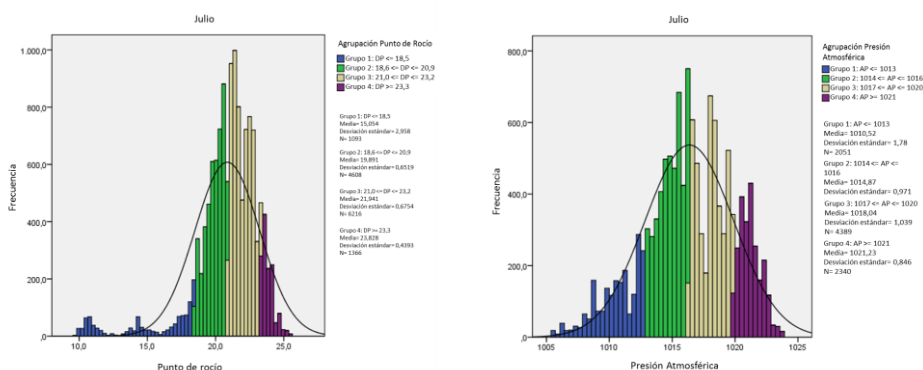 Julio
Frecuencia
1.000,0
800,0
600,0
400,0
200,0
,0
10,0 15,0 20,0 25,0
Punto de rocío
Agrupación Punto de Rocío
Grupo 1: DP <= 18,5
Grupo 2: 18,6 <= DP <= 20,9
Grupo 3: 21,0 <= DP <= 23,2
Grupo 4: DP >= 23,3
Grupo 1: DP <= 18,5
Media= 15,054
Desviación estándar= 2,958
N= 1093
Grupo 2: 18,6 <= DP <= 20,9
Media= 19,891
Desviación estándar= 0,6519
N= 4608
Grupo 3: 21,0 <= DP <= 23,2
Media= 21,941
Desviación estándar= 0,6754
N= 6216
Grupo 4: DP >= 23,3
Media= 23,828
Desviación estándar= 0,4393
N= 1366
Julio
Frecuencia
800,0
600,0
400,0
200,0
,0
1005 1010 1015 1020 1025
Presión Atmosférica
Agrupación Presión
Atmosférica
Grupo 1: AP <= 1013
Grupo 2: 1014 <= AP <= 1016
Grupo 3: 1017 <= AP <= 1020
Grupo 4: AP >= 1021
Grupo 1: AP <= 1013
Media= 1010,52
Desviación estándar= 1,78
N= 2051
Grupo 2: 1014 <= AP <=
1016
Media= 1014,87
Desviación estándar= 0,971
Grupo 3: 1017 <= AP <= 1020
Media= 1018,04
Desviación estándar= 1,039
N= 4389
Grupo 4: AP >= 1021
Media= 1021,23
Desviación estándar= 0,846
N= 2340